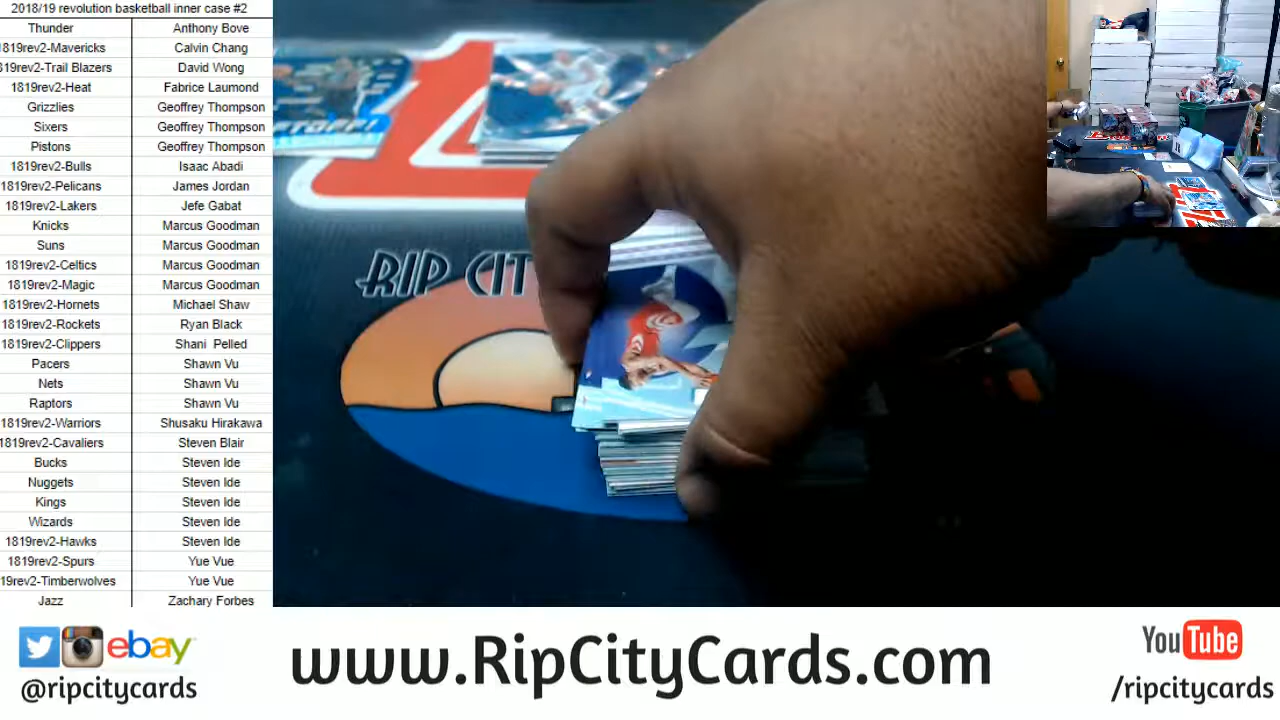 2018/19 revolution basketball inner case #2
Thunder Anthony Bove
1819rev2-Mavericks Calvin Chang
819rev2-Trail Blazers David Wong
1819rev2-Heat Fabrice Laumond
Grizzlies Geoffrey Thompson
Sixers Geoffrey Thompson
Pistons Geoffrey Thompson
1819rev2-Bulls Isaac Abadi
1819rev2-Pelicans James Jordan
1819rev2-Lakers Jefe Gabat
Knicks Marcus Goodman
Suns Marcus Goodman
1819rev2-Celtics Marcus Goodman
1819rev2-Magic Marcus Goodman
1819rev2-Hornets Michael Shaw
1819rev2-Rockets Ryan Black
1819rev2-Clippers Shani Pelled
Pacers Shawn Vu
Nets Shawn Vu
Raptors Shawn Vu
1819rev2-Warriors Shusaku Hirakawa
1819rev2-Cavaliers Steven Blair
Bucks Steven Ide
Nuggets Steven Ide
Kings Steven Ide
Wizards Steven Ide
1819rev2-Hawks Steven Ide
1819rev2-Spurs Yue Vue
19rev2-Timberwolves Yue Vue
Jazz Zachary Forbes
RIP CIT
ebay
@ripcitycards
www.RipCityCards.com
YouTube
/ripcitycards